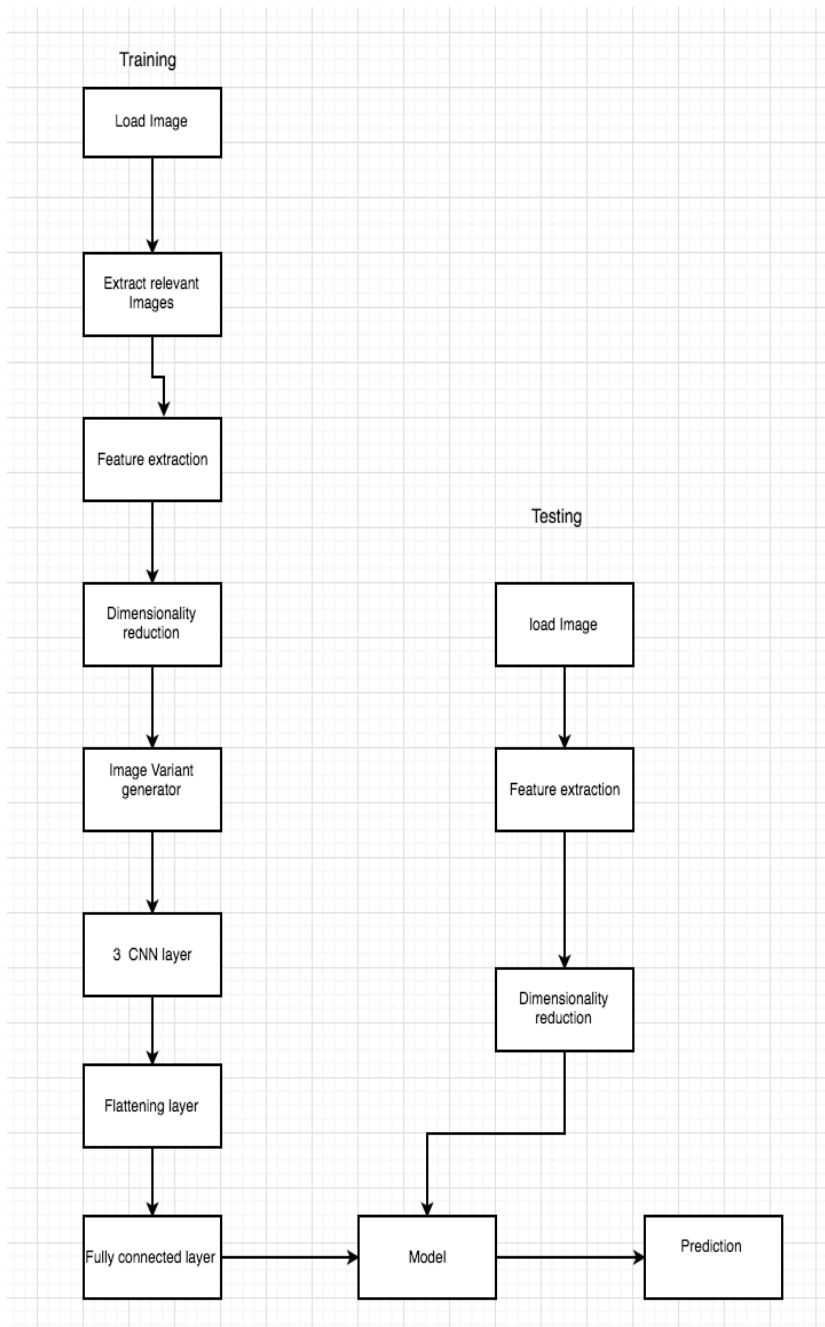 Training
Load Image
Extract relevant
Images
Feature extraction
Dimensionality
reduction
Image Variant
generator
3 CNN layer
Flattening layer
Fully connected layer
Testing
load Image
Feature extraction
Dimensionality
reduction
Model
Prediction